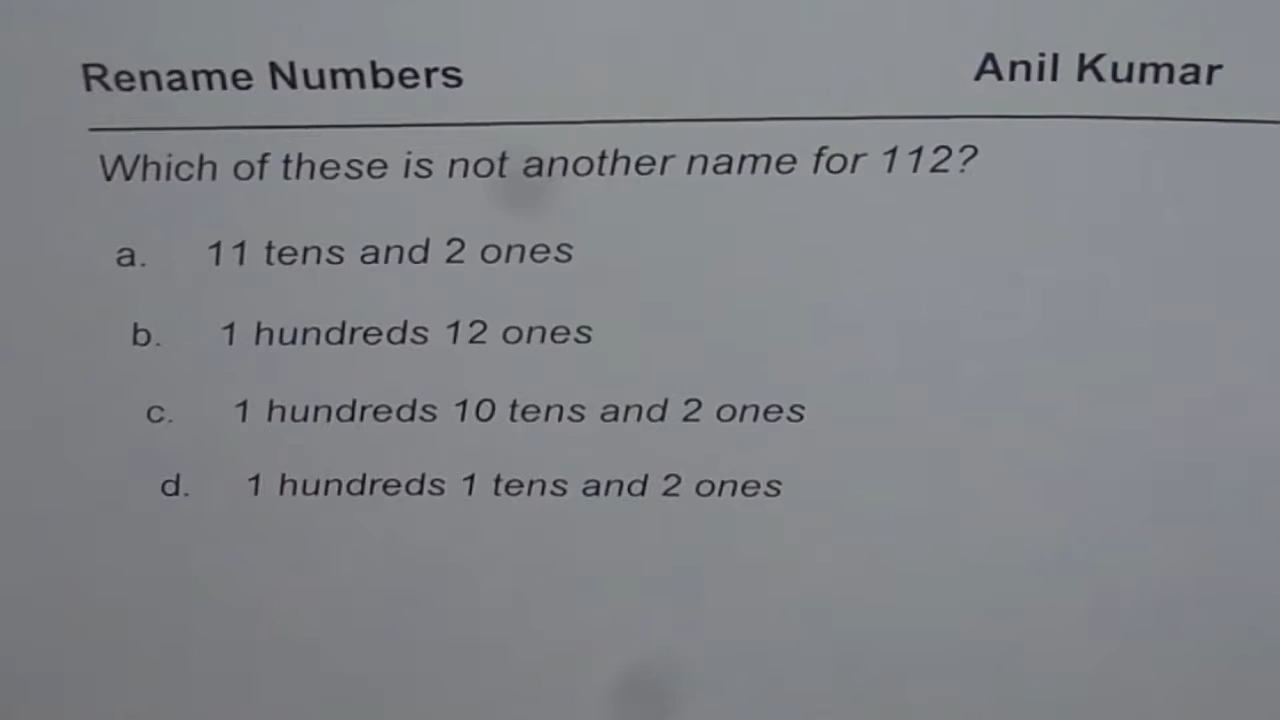 Rename Numbers Anil Kumar
Which of these is not another name for 112?
a. 11 tens and 2 ones
b. 1 hundreds 12 ones
c. 1 hundreds 10 tens and 2 ones
d. 1 hundreds 1 tens and 2 ones